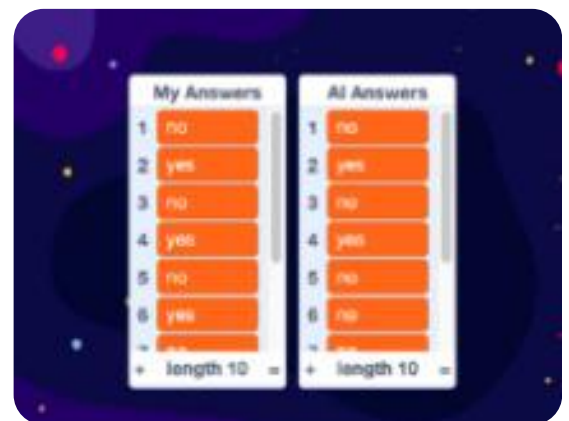 My Answers
1 no
2 yes
3 no
4 yes
5 no
6 yes
+ length 10 =
AI Answers
1 no
2 yes
3 no
4 yes
5 no
6 no
+ length 10 =